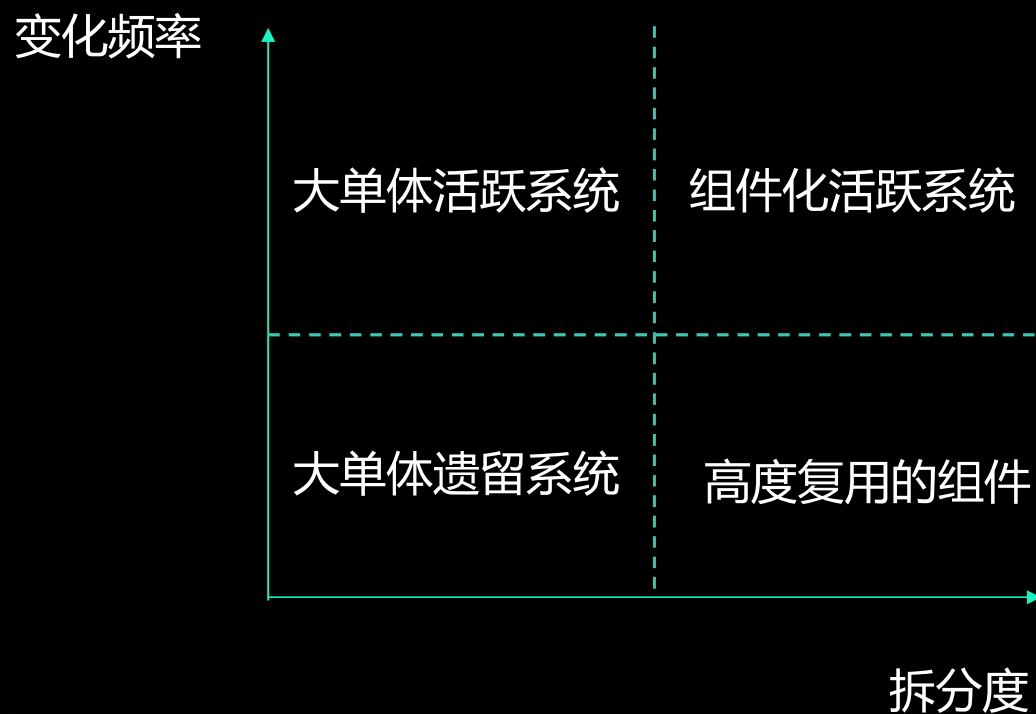 变化频率
大单体活跃系统
组件化活跃系统
大单体遗留系统
高度复用的组件
拆分度